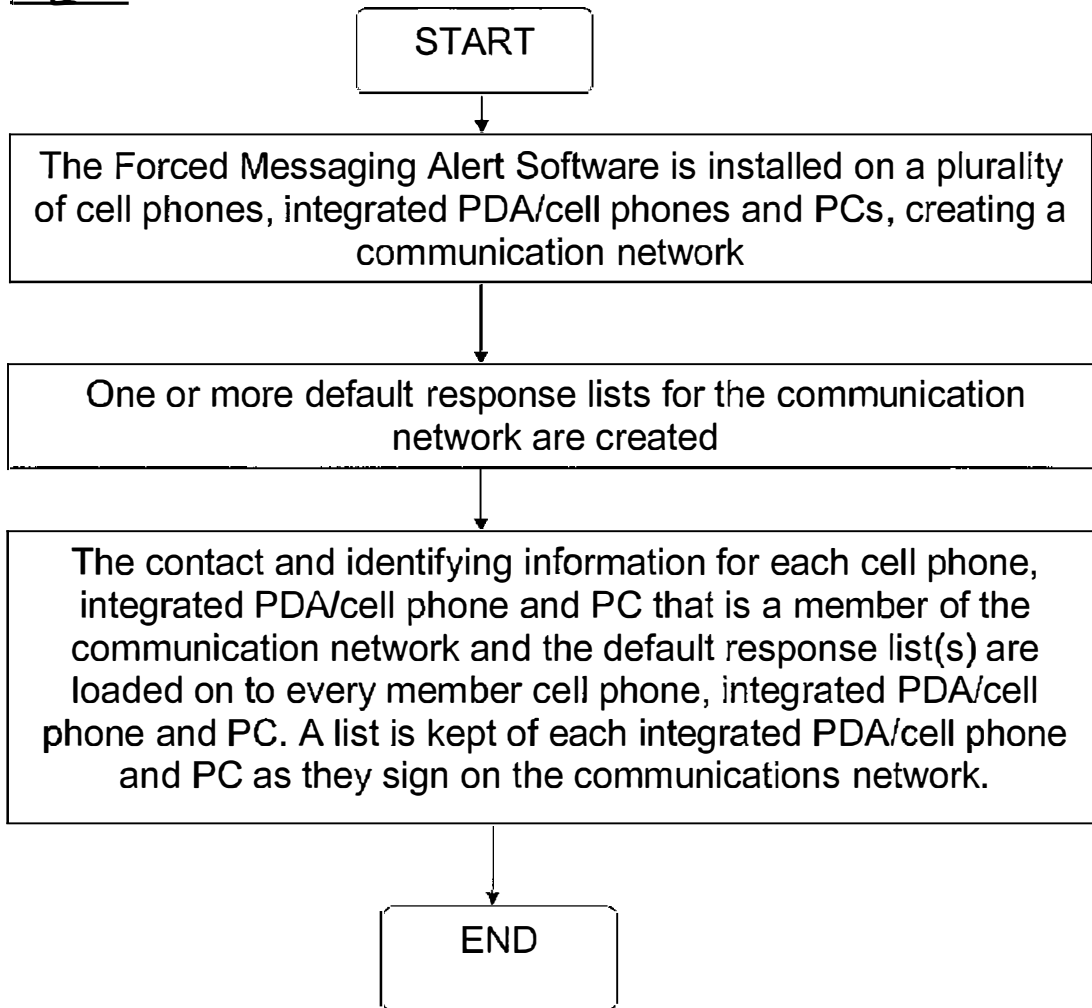 START
The Forced Messaging Alert Software is installed on a plurality
of cell phones, integrated PDA/cell phones and PCs, creating a
communication network
One or more default response lists for the communication
network are created
The contact and identifying information for each cell phone,
integrated PDA/cell phone and PC that is a member of the
communication network and the default response list(s) are
loaded on to every member cell phone, integrated PDA/cell
phone and PC. A list is kept of each integrated PDA/cell phone
and PC as they sign on the communications network.
END